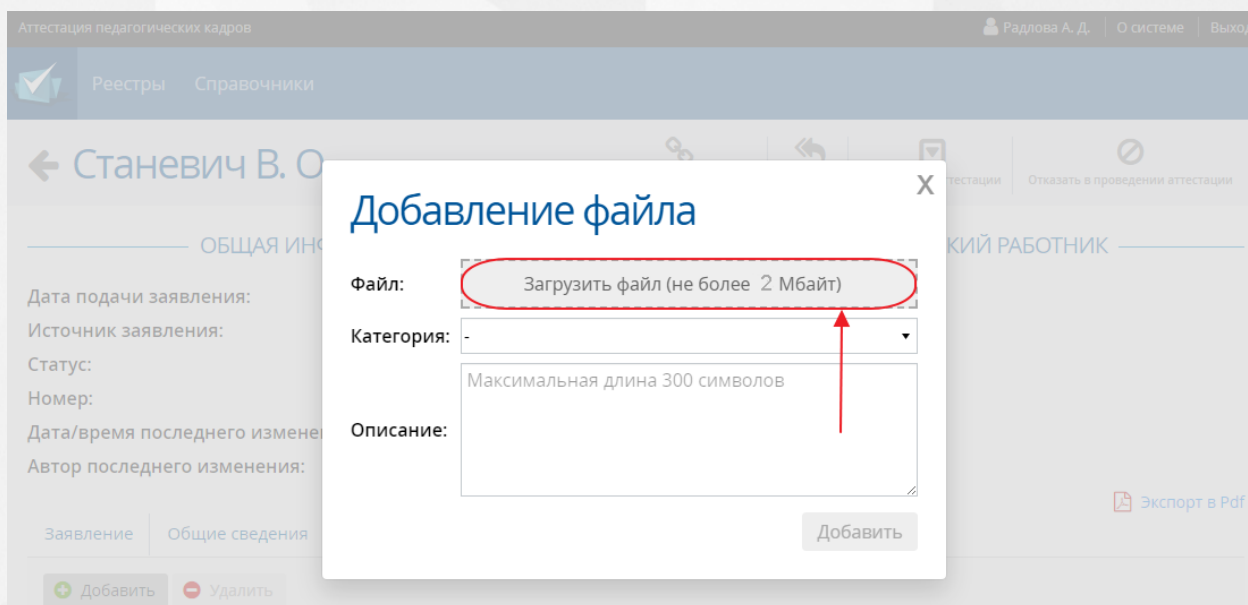 Аттестация педагогических кадров
Радлова А. Д. О системе Выход
Реестры Справочники
Станевич В. О
тестации Отказать в проведении аттестации
Добавление файла X
ОБЩАЯ ИНФ
КИЙ РАБОТНИК
Файл: Загрузить файл (не более 2 Мбайт)
Дата подачи заявления:
Источник заявления:
Категория: -
Статус:
Максимальная длина 300 символов
Номер:
Дата/время последнего измене
Описание:
Автор последнего изменения:
Экспорт в Pdf
Заявление Общие сведения
Добавить
Добавить Удалить